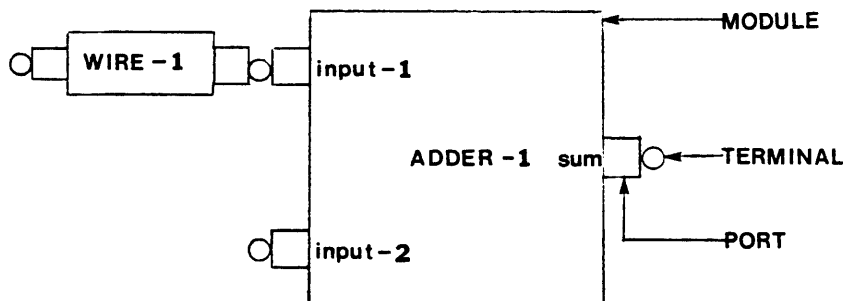 MODULE
WIRE-1
input-1
ADDER-1 sum
TERMINAL
input-2
PORT